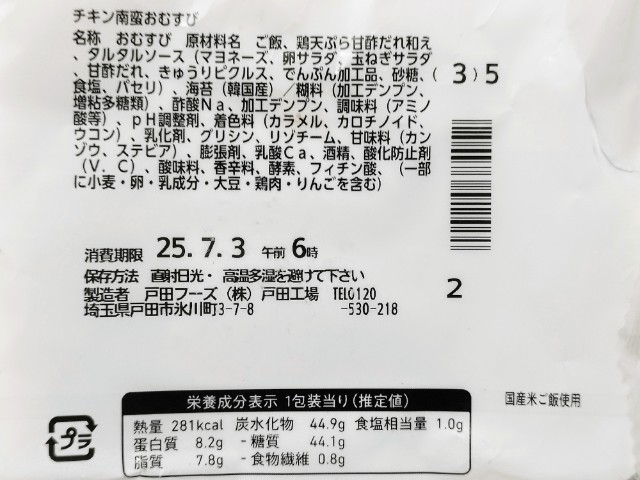 チキン南蛮おむすび
名称 おむすび 原材料名 ご飯、鶏天ぷら甘酢だれ和え
、タルタルソース（マヨネーズ、卵サラダ、玉ねぎサラダ
、甘酢だれ、きゅうりピクルス、でんぷん加工品、砂糖、（
食塩、パセリ）、海苔（韓国産）／糊料（加工デンプン、
増粘多糖類）、酢酸Ｎａ、加工デンプン、調味料（アミノ
酸等）、ｐＨ調整剤、着色料（カラメル、カロチノイド、
ウコン）、乳化剤、グリシン、リゾチーム、甘味料（カン
ゾウ、ステビア）、膨張剤、乳酸Ｃａ、酒精、酸化防止剤
（Ｖ．Ｃ）、酸味料、香辛料、酵素、フィチン酸、（一部
に小麦・卵・乳成分・大豆・鶏肉・りんごを含む）
3）5
消費期限 25.7.3 午前6時
保存方法 直射日光・高温多湿を避けて下さい
製造者 戸田フーズ（株）戸田工場 TEL0120
埼玉県戸田市氷川町3-7-8 -530-218
2
栄養成分表示 1包装当り（推定値）
熱量 281kcal 炭水化物 44.9g 食塩相当量 1.0g
蛋白質 8.2g -糖質 44.1g
脂質 7.8g -食物繊維 0.8g
国産米ご飯使用
プラ